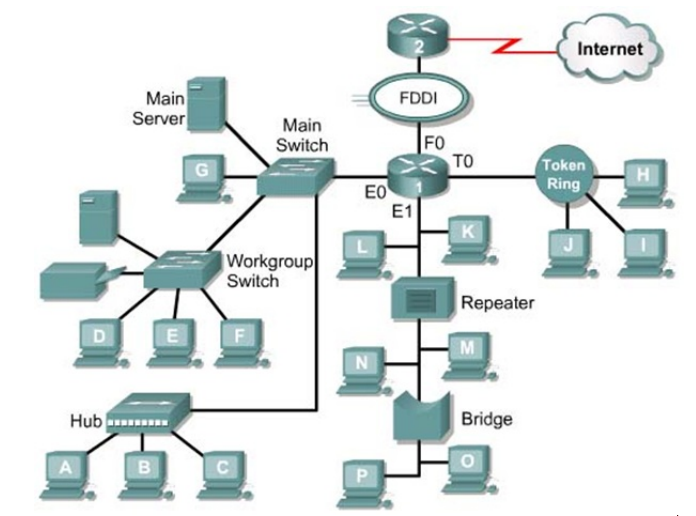 2
Internet
FDDI
Main
Server
Main
Switch
F0
T0
G
E0
1
E1
Token
Ring
H
L
K
J
I
Workgroup
Switch
Repeater
D
E
F
N
M
Hub
Bridge
A
B
C
P
O